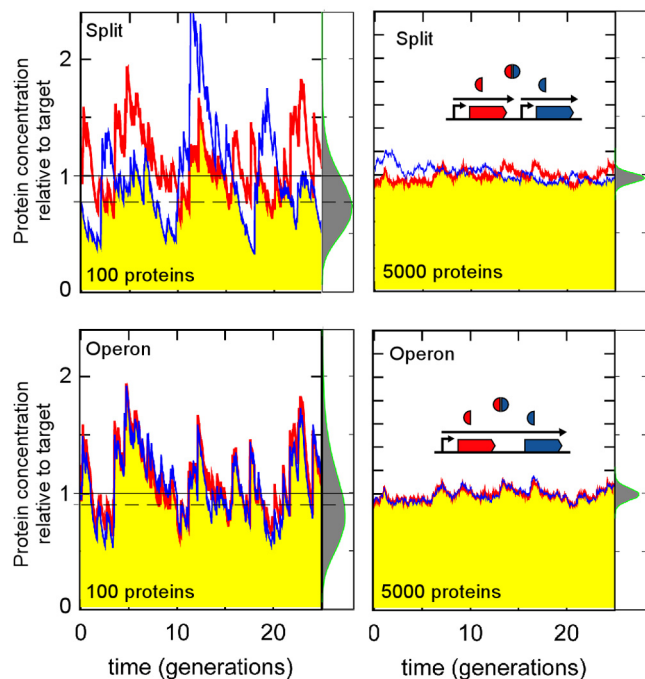 Split
Protein concentration
relative to target
2
1
0
100 proteins
Split
5000 proteins
Operon
Protein concentration
relative to target
2
1
0
100 proteins
0
10
20
time (generations)
Operon
5000 proteins
0
10
20
time (generations)